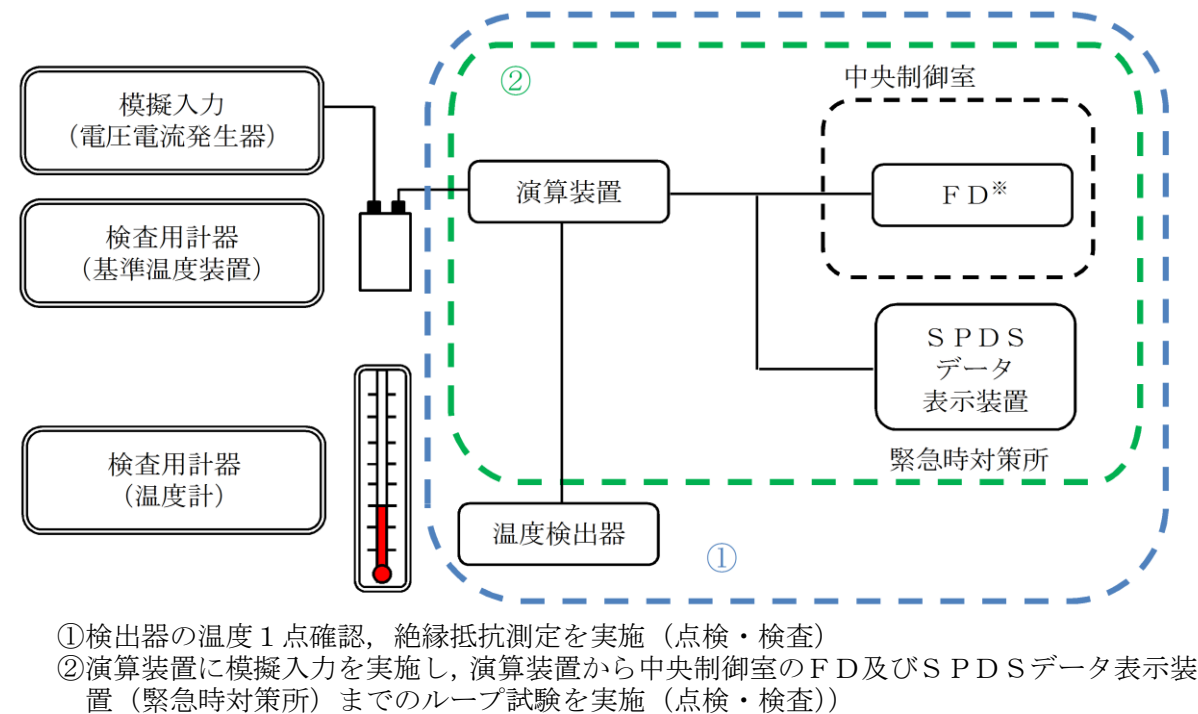 ②
中央制御室
模擬入力
（電圧電流発生器）
演算装置
ＦＤ※
検査用計器
（基準温度装置）
ＳＰＤＳ
データ
表示装置
緊急時対策所
検査用計器
（温度計）
温度検出器
①
①検出器の温度１点確認，絶縁抵抗測定を実施（点検・検査）
②演算装置に模擬入力を実施し，演算装置から中央制御室のＦＤ及びＳＰＤＳデータ表示装
置（緊急時対策所）までのループ試験を実施（点検・検査））